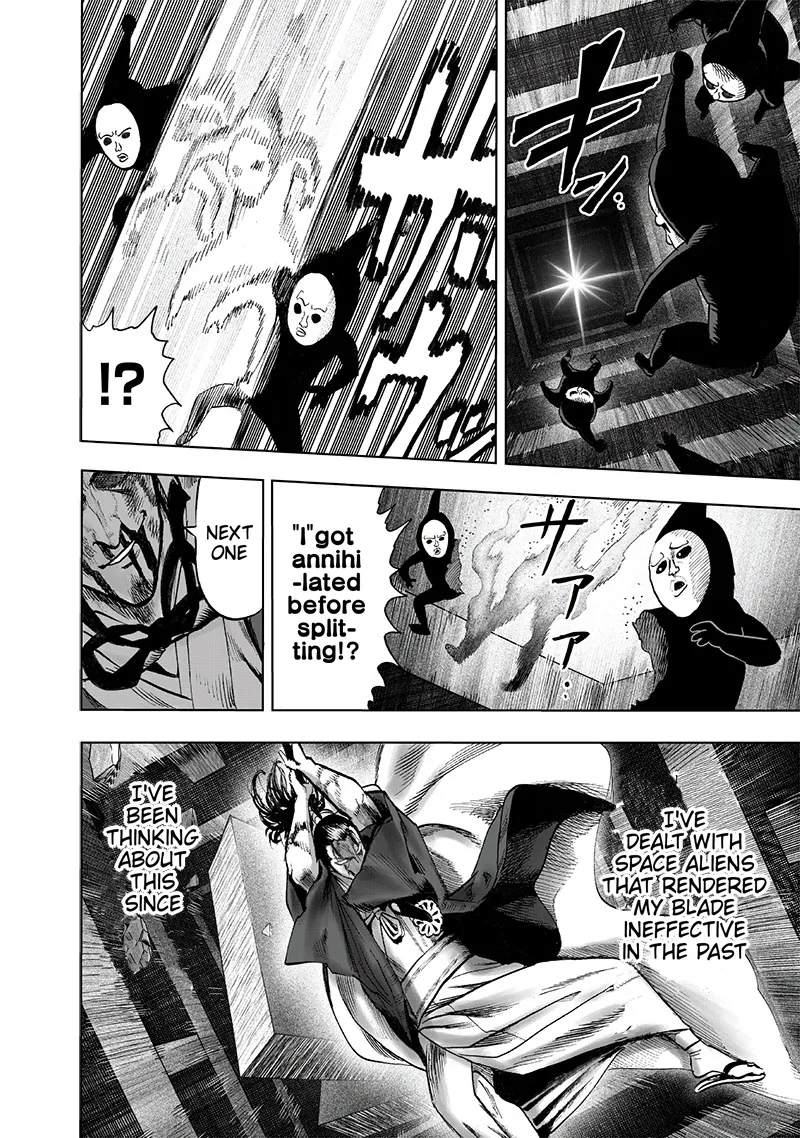 キン
!?
サアア…
"I"got
annihi
-lated
before
split-
ting!?
NEXT
ONE
I'VE
DEALT WITH
SPACE ALIENS
THAT RENDERED
MY BLADE
INEFFECTIVE
IN THE PAST
I'VE
BEEN
THINKING
ABOUT
THIS
SINCE